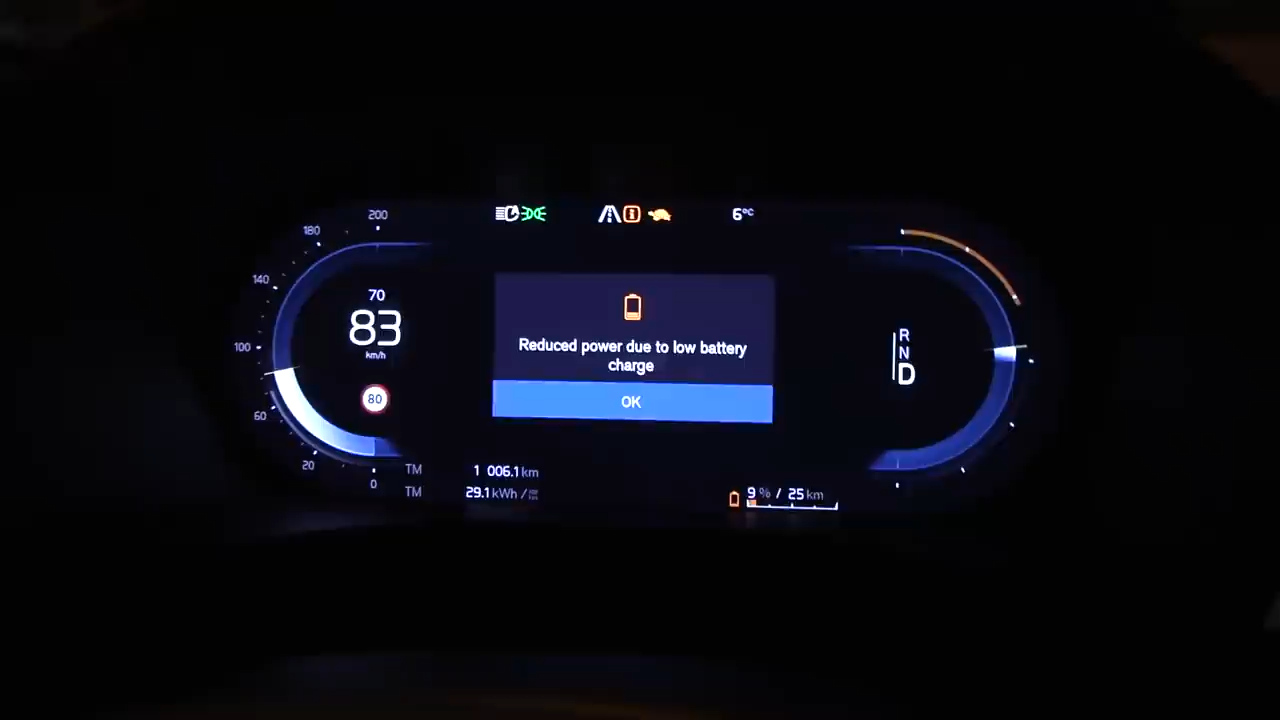 200
180
140
100
60
20
0
6°C
70
83
km/h
80
Reduced power due to low battery
charge
OK
R
N
D
TM 1 006.1 km
TM 29.1 kWh /
9 % / 25 km